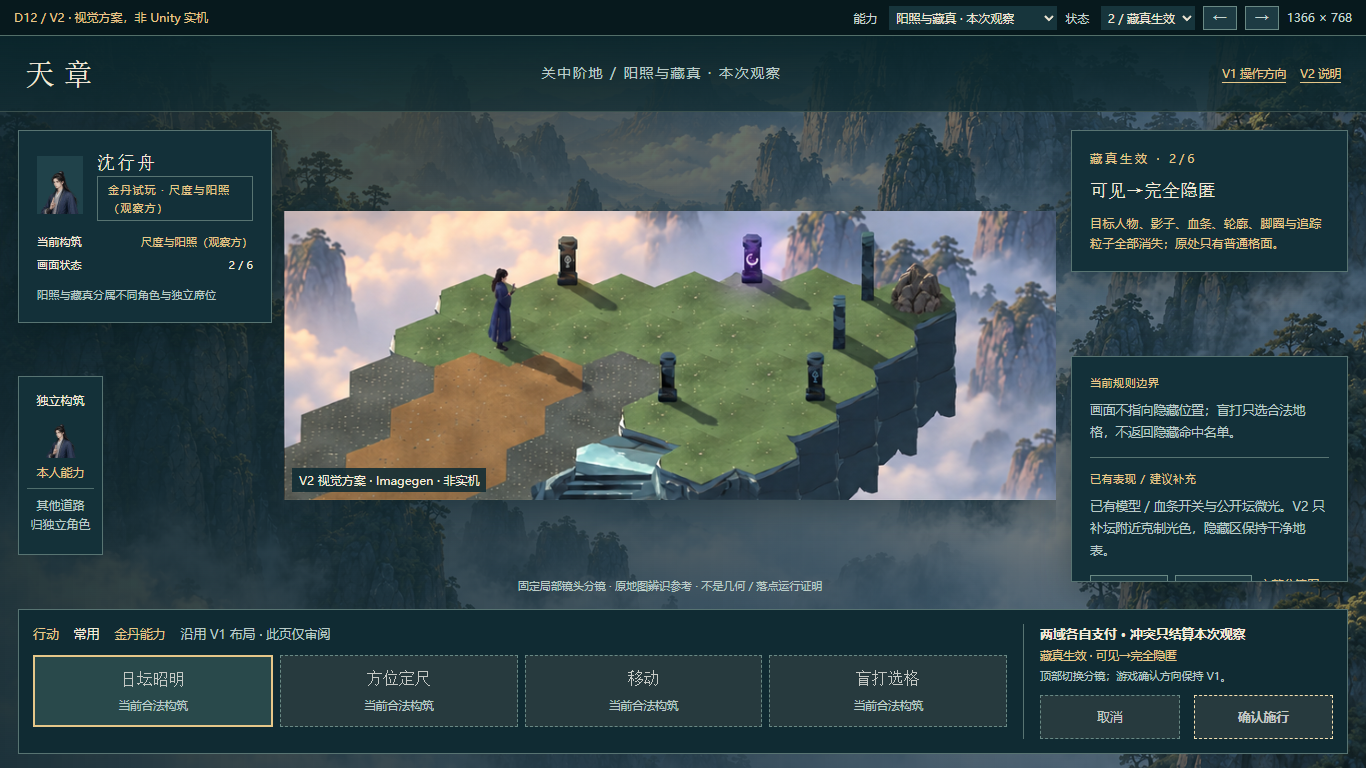 D12 / V2 · 视觉方案，非 Unity 实机
能力 阳照与藏真 · 本次观察 状态 2 / 藏真生效 ← → 1366 × 768
天章
关中阶地 / 阳照与藏真 · 本次观察
V1 操作方向 V2 说明
沈行舟
金丹试玩 · 尺度与阳照
（观察方）
当前构筑 尺度与阳照（观察方）
画面状态 2 / 6
阳照与藏真分属不同角色与独立席位
独立构筑
本人能力
其他道路
归独立角色
V2 视觉方案 · Imagegen · 非实机
固定局部镜头分镜 · 原地图辨识参考 · 不是几何 / 落点运行证明
藏真生效 · 2/6
可见→完全隐匿
目标人物、影子、血条、轮廓、脚圈与追踪
粒子全部消失；原处只有普通格面。
当前规则边界
画面不指向隐藏位置；盲打只选合法地
格，不返回隐藏命中名单。
已有表现 / 建议补充
已有模型 / 血条开关与公开坛微光。V2 只
补坛附近克制光色，隐藏区保持干净地
表。
行动 常用 金丹能力 沿用 V1 布局 · 此页仅审阅
日坛昭明
当前合法构筑
方位定尺
当前合法构筑
移动
当前合法构筑
盲打选格
当前合法构筑
两域各自支付 · 冲突只结算本次观察
藏真生效 · 可见→完全隐匿
顶部切换分镜；游戏确认方向保持 V1。
取消
确认施行